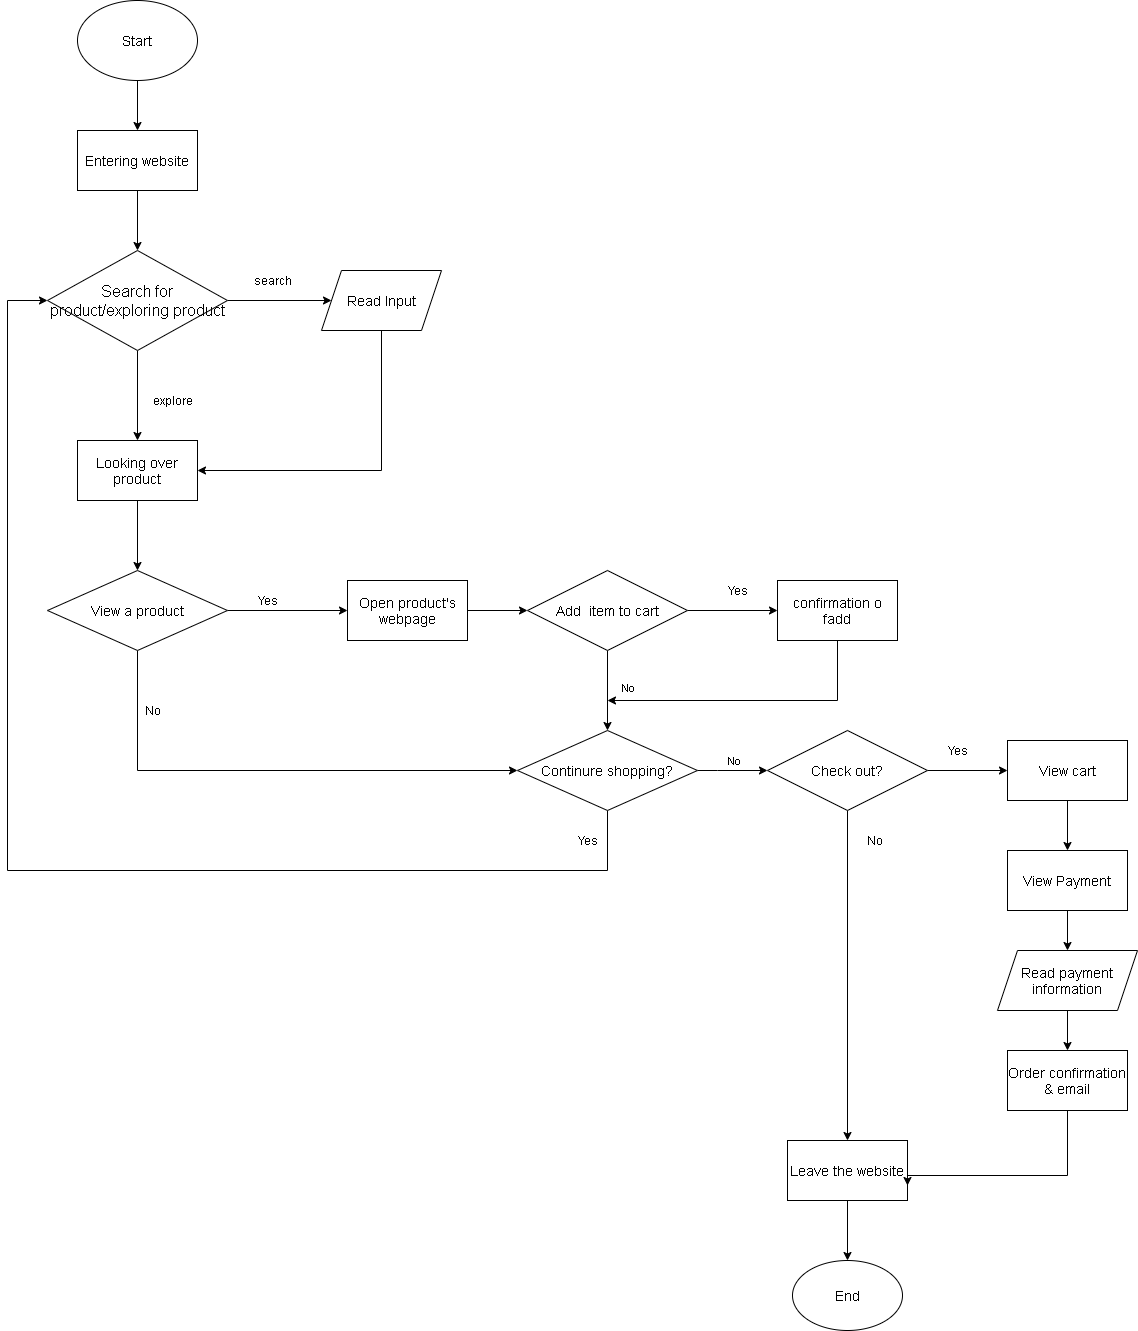 Start
Entering website
Search for
product/exploring product
search
Read Input
explore
Looking over
product
View a product
Yes
Open product's
webpage
Add  item to cart
Yes
confirmation o
fadd
No
No
Continure shopping?
No
Check out?
Yes
View cart
Yes
No
View Payment
Read payment
information
Order confirmation
& email
Leave the website
End